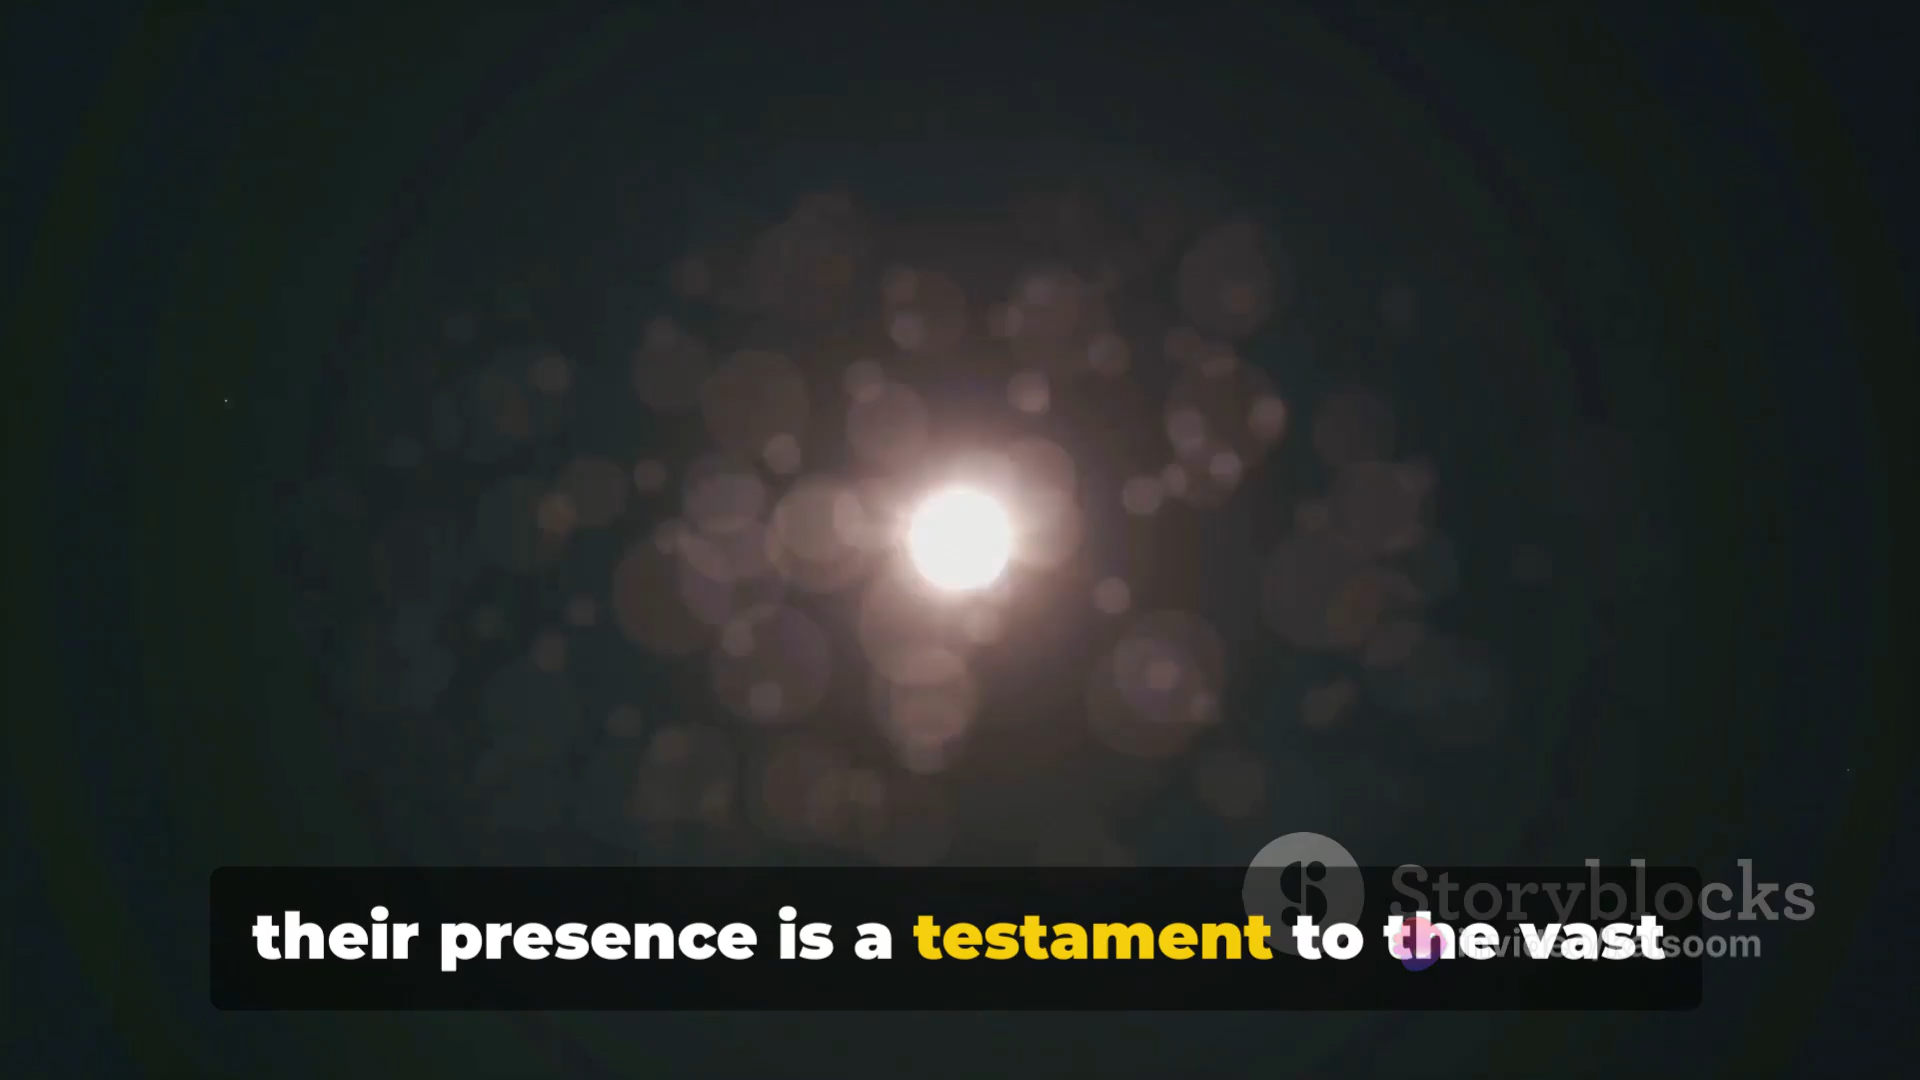 Storyblocks
their presence is a testament to the vast